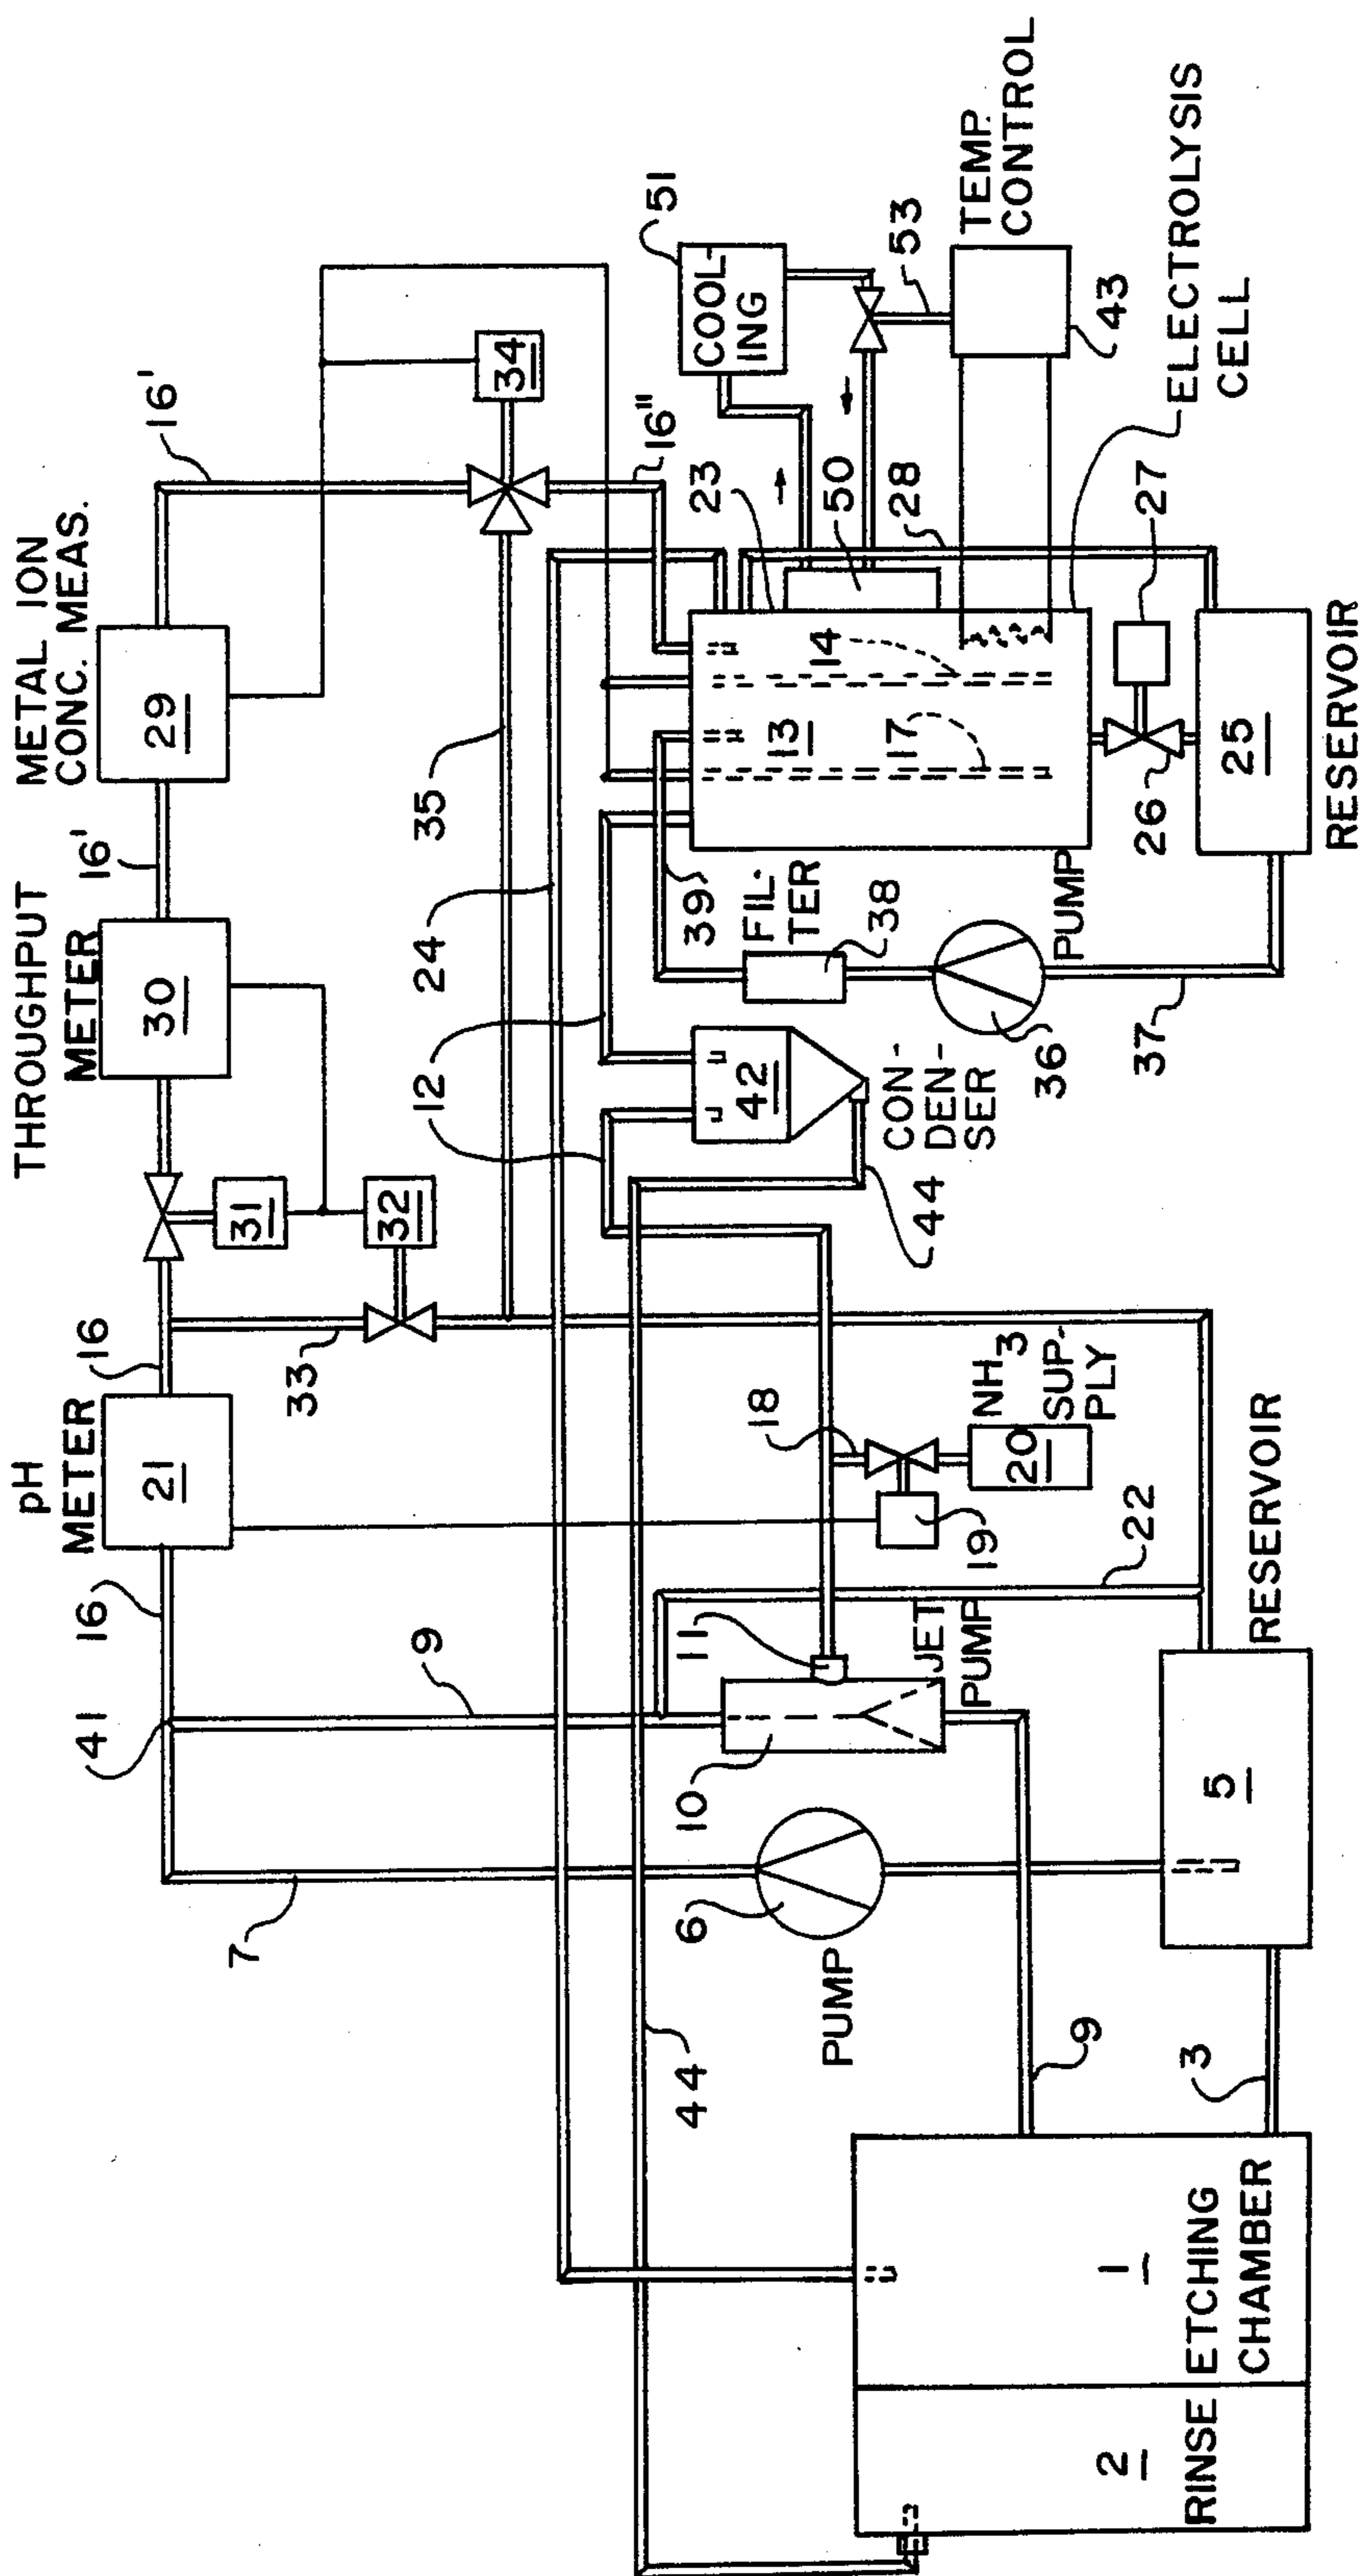 pH
METER
21
16
41
16
9
7
THROUGHPUT
METER
30
31
32
33
METAL ION
CONC. MEAS.
29
16'
16'
34
16"
35
24
12
39
FIL-
TER
38
42
CON-
DEN-
SER
44
36
PUMP
37
13
14
17
23
50
28
COOL-
ING
51
53
TEMP.
CONTROL
43
ELECTROLYSIS
CELL
27
26
25
RESERVOIR
18
NH3
SUP-
PLY
20
19
22
11
JET
PUMP
10
6
PUMP
RESERVOIR
5
44
9
3
1
ETCHING
CHAMBER
2
RINSE